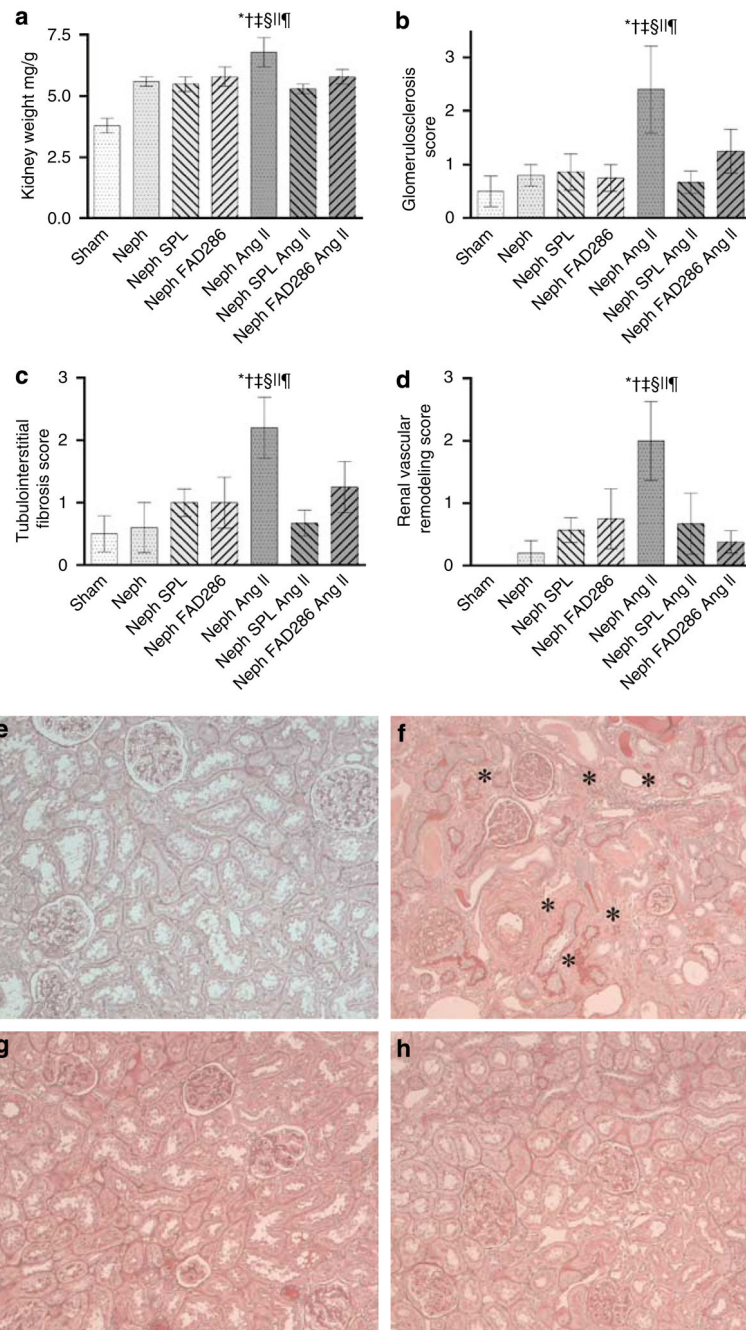 a
*†‡§||¶
Kidney weight mg/g
7.5
5.0
2.5
0.0
Sham
Neph
Neph SPL
Neph FAD286
Neph Ang II
Neph SPL Ang II
Neph FAD286 Ang II
b
*†‡§||¶
Glomerulosclerosis
score
3
2
1
0
Sham
Neph
Neph SPL
Neph FAD286
Neph Ang II
Neph SPL Ang II
Neph FAD286 Ang II
c
*†‡§||¶
Tubulointerstitial
fibrosis score
3
2
1
0
Sham
Neph
Neph SPL
Neph FAD286
Neph Ang II
Neph SPL Ang II
Neph FAD286 Ang II
d
*†‡§||¶
Renal vascular
remodeling score
3
2
1
0
Sham
Neph
Neph SPL
Neph FAD286
Neph Ang II
Neph SPL Ang II
Neph FAD286 Ang II
e
f
* * *
* *
*
g
h